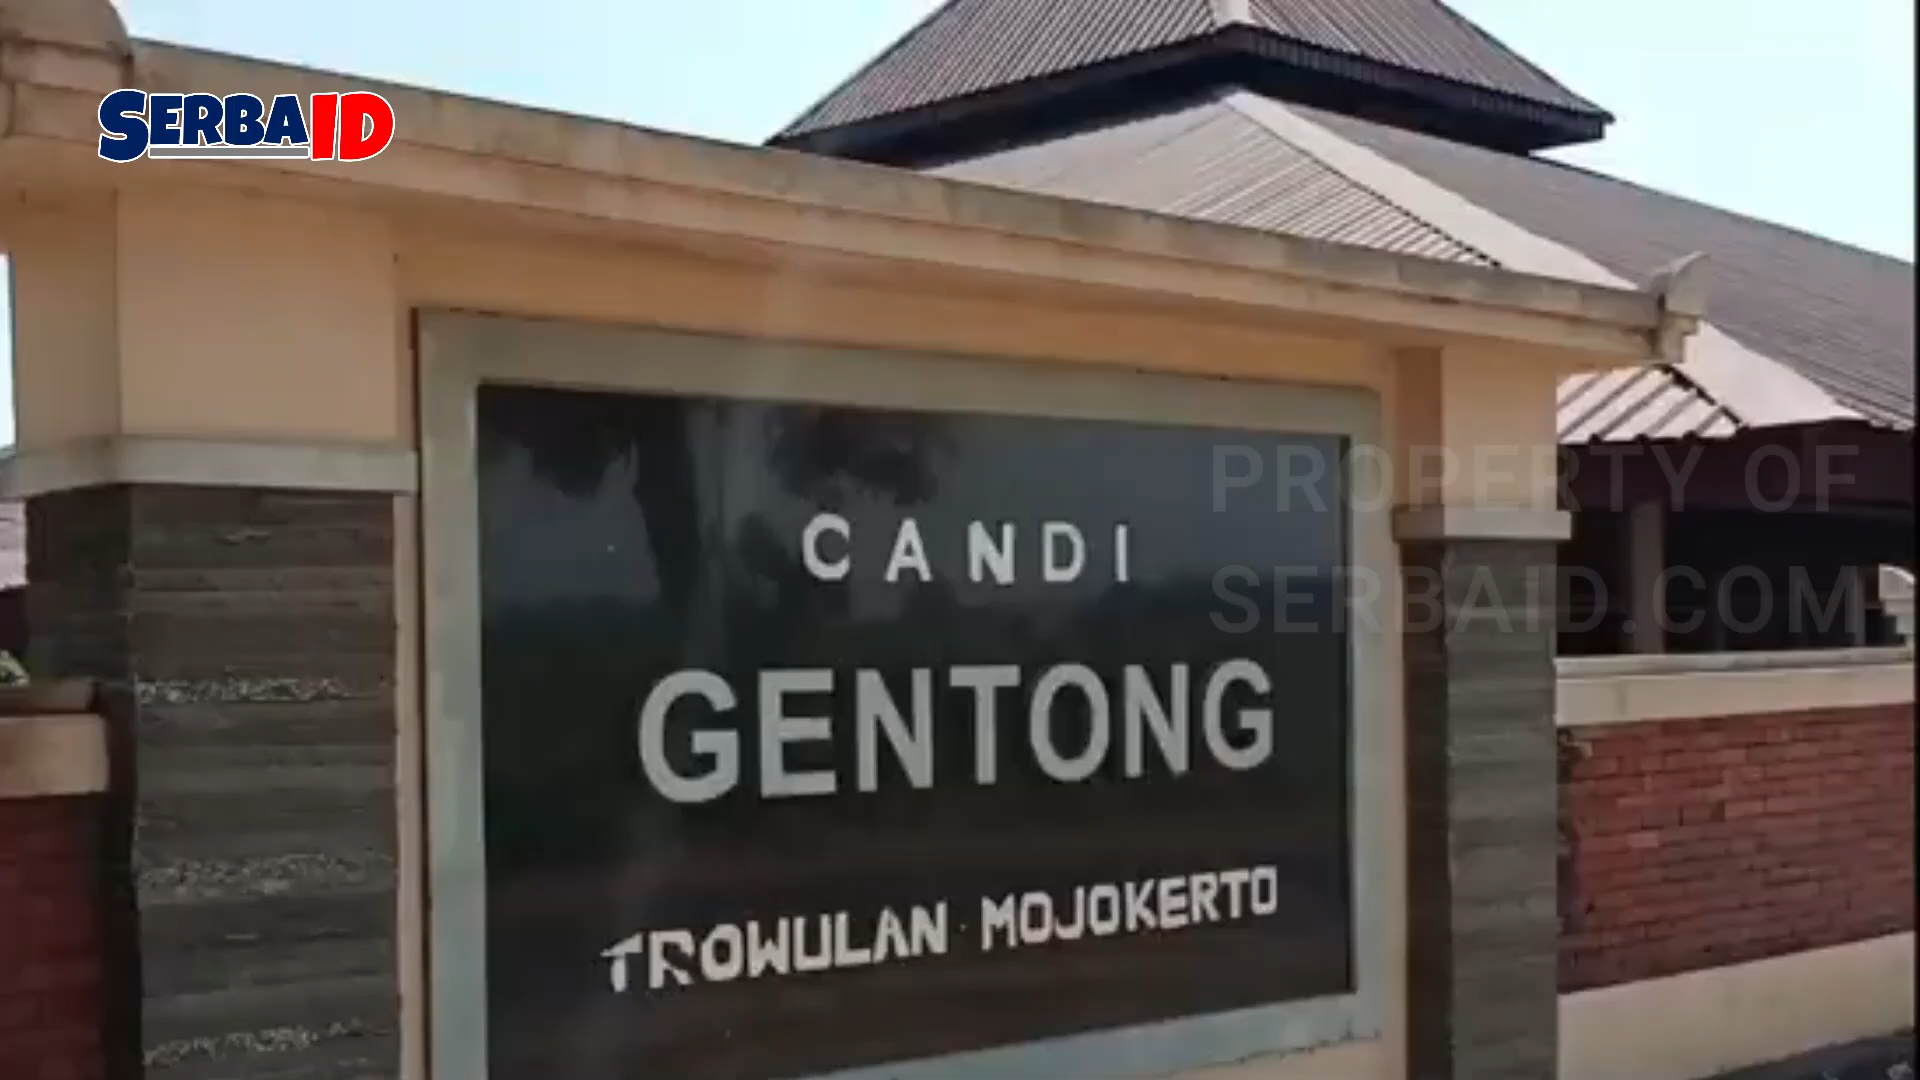 SERBAID
PROPERTY OF
SERBAID.COM
CANDI
GENTONG
TROWULAN MOJOKERTO